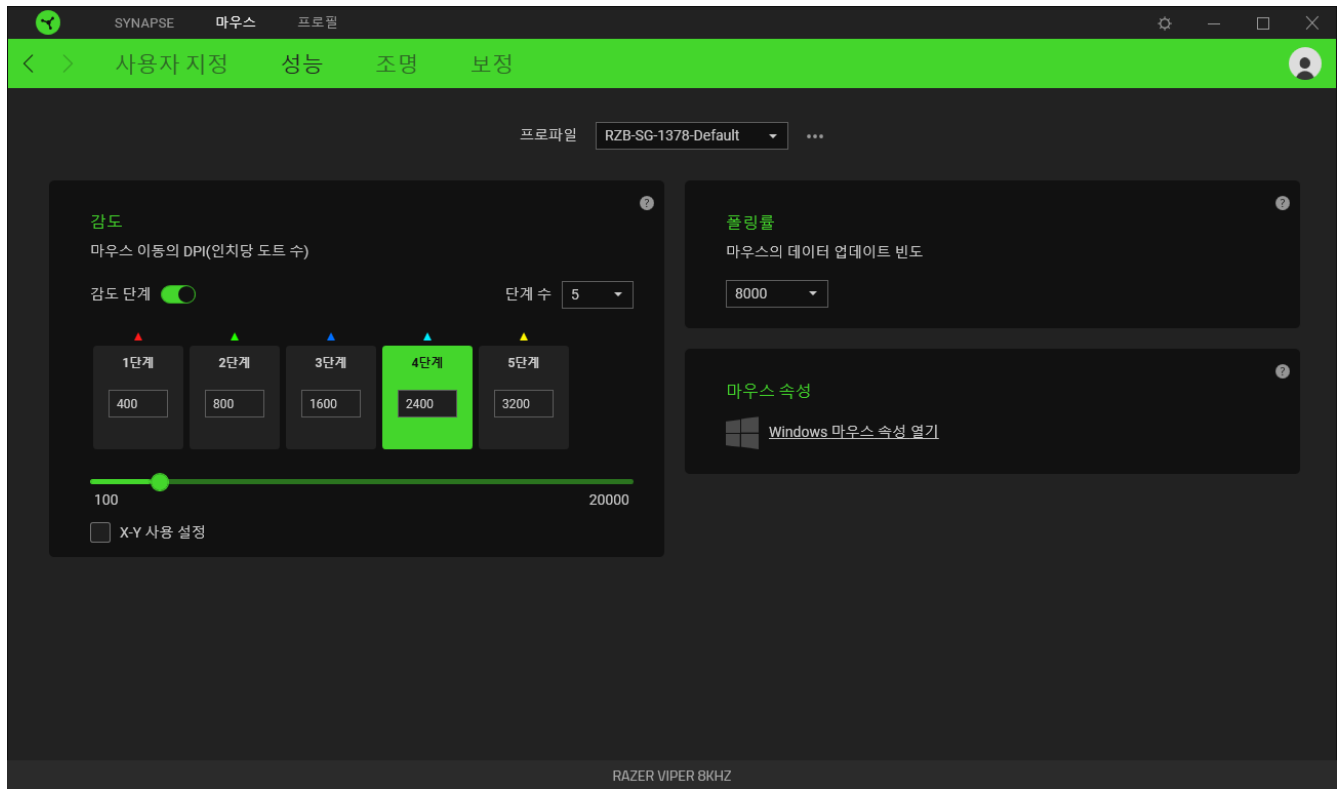 SYNAPSE 마우스 프로필
사용자 지정 성능 조명 보정
프로파일 RZB-SG-1378-Default
감도
마우스 이동의 DPI(인치당 도트 수)
감도 단계 단계 수 5
1단계 2단계 3단계 4단계 5단계
400 800 1600 2400 3200
100 20000
X-Y 사용 설정
폴링률
마우스의 데이터 업데이트 빈도
8000
마우스 속성
Windows 마우스 속성 열기
RAZER VIPER 8KHZ